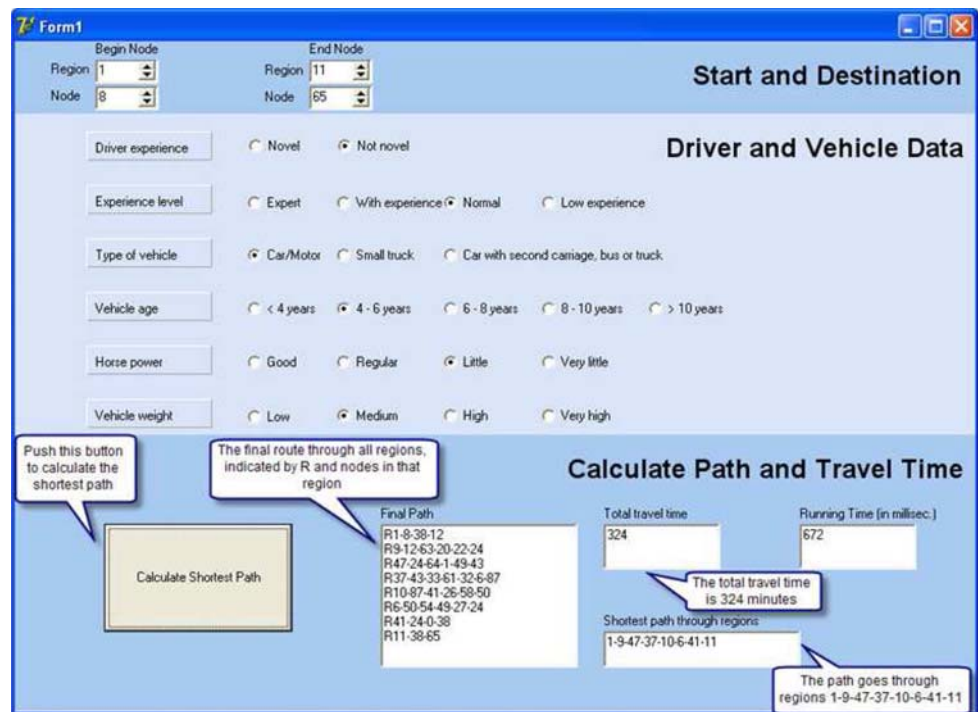 Form1
Begin Node
End Node
Region 1
Region 11
Start and Destination
Node 8
Node 65
Driver and Vehicle Data
Driver experience
Novel
Not novel
Experience level
Expert
With experience
Normal
Low experience
Type of vehicle
Car/Motor
Small truck
Car with second carriage, bus or truck
Vehicle age
< 4 years
4 - 6 years
6 - 8 years
8 - 10 years
> 10 years
Horse power
Good
Regular
Little
Very little
Vehicle weight
Low
Medium
High
Very high
Push this button
to calculate the
shortest path
The final route through all regions,
indicated by R and nodes in that
region
Calculate Path and Travel Time
Calculate Shortest Path
Final Path
R1-8-38-12
R9-12-63-20-22-24
R47-24-64-1-49-43
R37-43-33-61-32-6-87
R10-87-41-26-58-50
R6-50-54-49-27-24
R41-24-0-38
R11-38-65
Total travel time
324
Running Time (in millisec.)
672
The total travel time
is 324 minutes
Shortest path through regions
1-9-47-37-10-6-41-11
The path goes through
regions 1-9-47-37-10-6-41-11